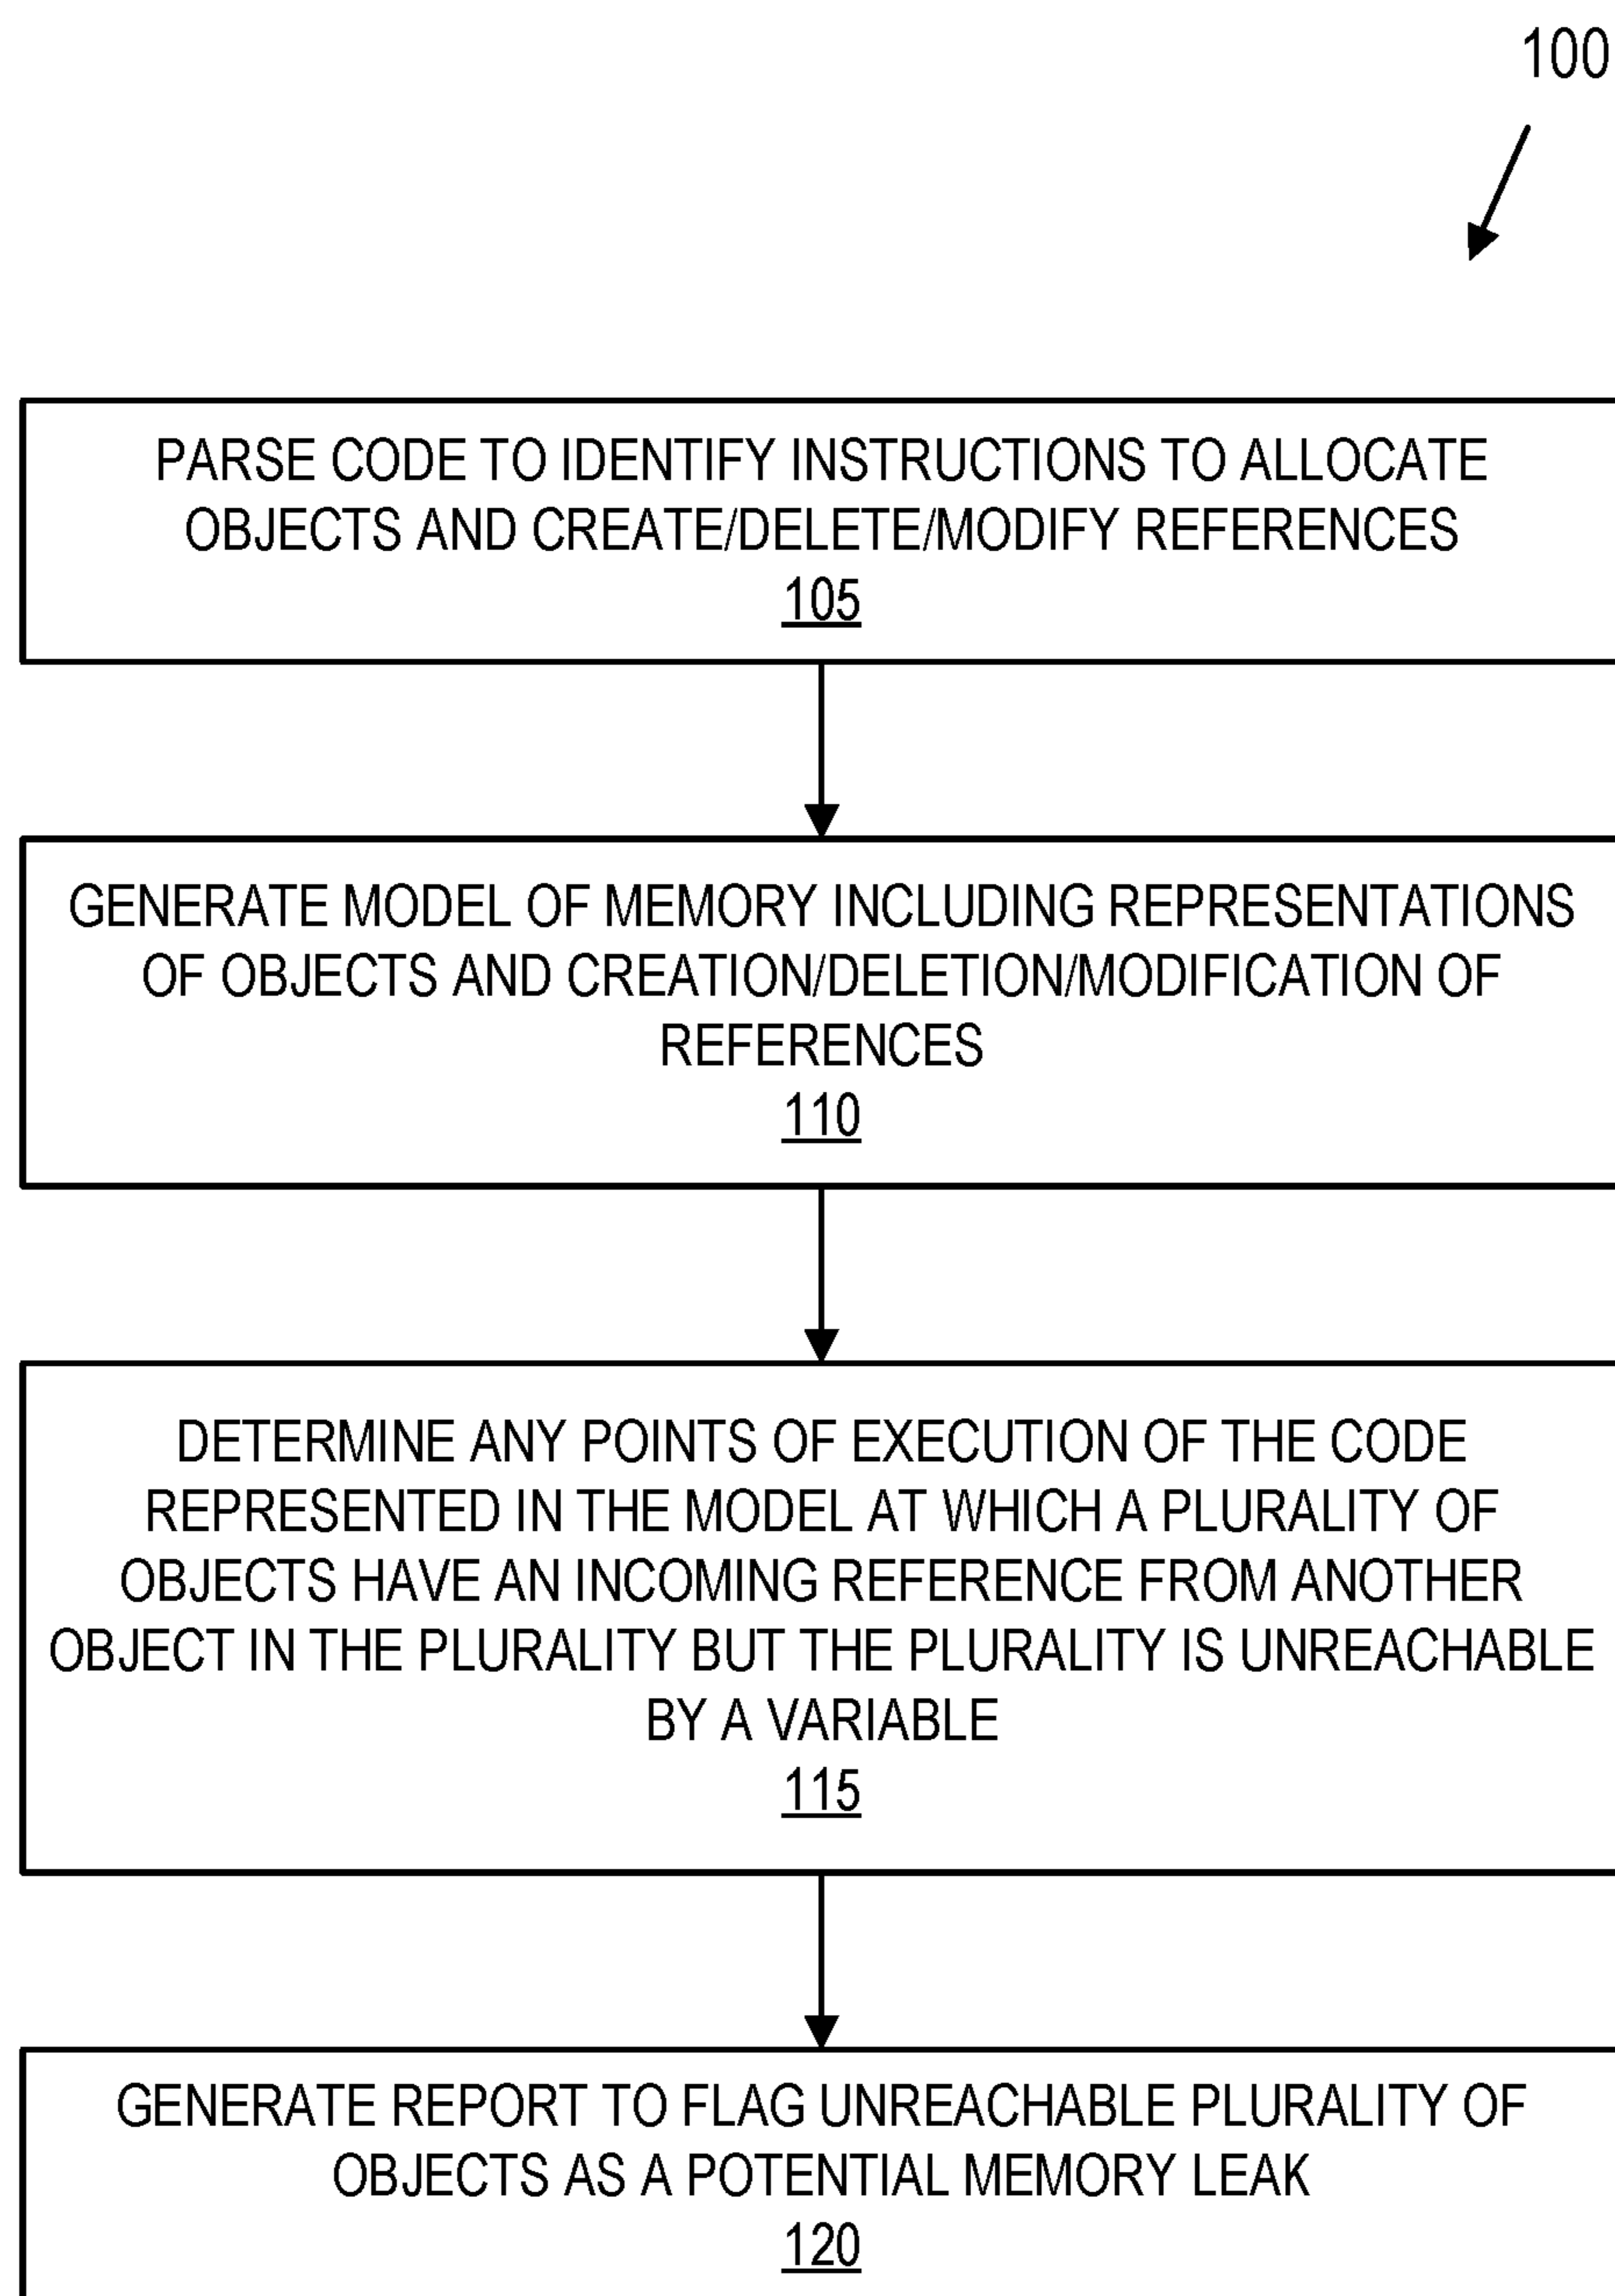 100
PARSE CODE TO IDENTIFY INSTRUCTIONS TO ALLOCATE
OBJECTS AND CREATE/DELETE/MODIFY REFERENCES
105
GENERATE MODEL OF MEMORY INCLUDING REPRESENTATIONS
OF OBJECTS AND CREATION/DELETION/MODIFICATION OF
REFERENCES
110
DETERMINE ANY POINTS OF EXECUTION OF THE CODE
REPRESENTED IN THE MODEL AT WHICH A PLURALITY OF
OBJECTS HAVE AN INCOMING REFERENCE FROM ANOTHER
OBJECT IN THE PLURALITY BUT THE PLURALITY IS UNREACHABLE
BY A VARIABLE
115
GENERATE REPORT TO FLAG UNREACHABLE PLURALITY OF
OBJECTS AS A POTENTIAL MEMORY LEAK
120